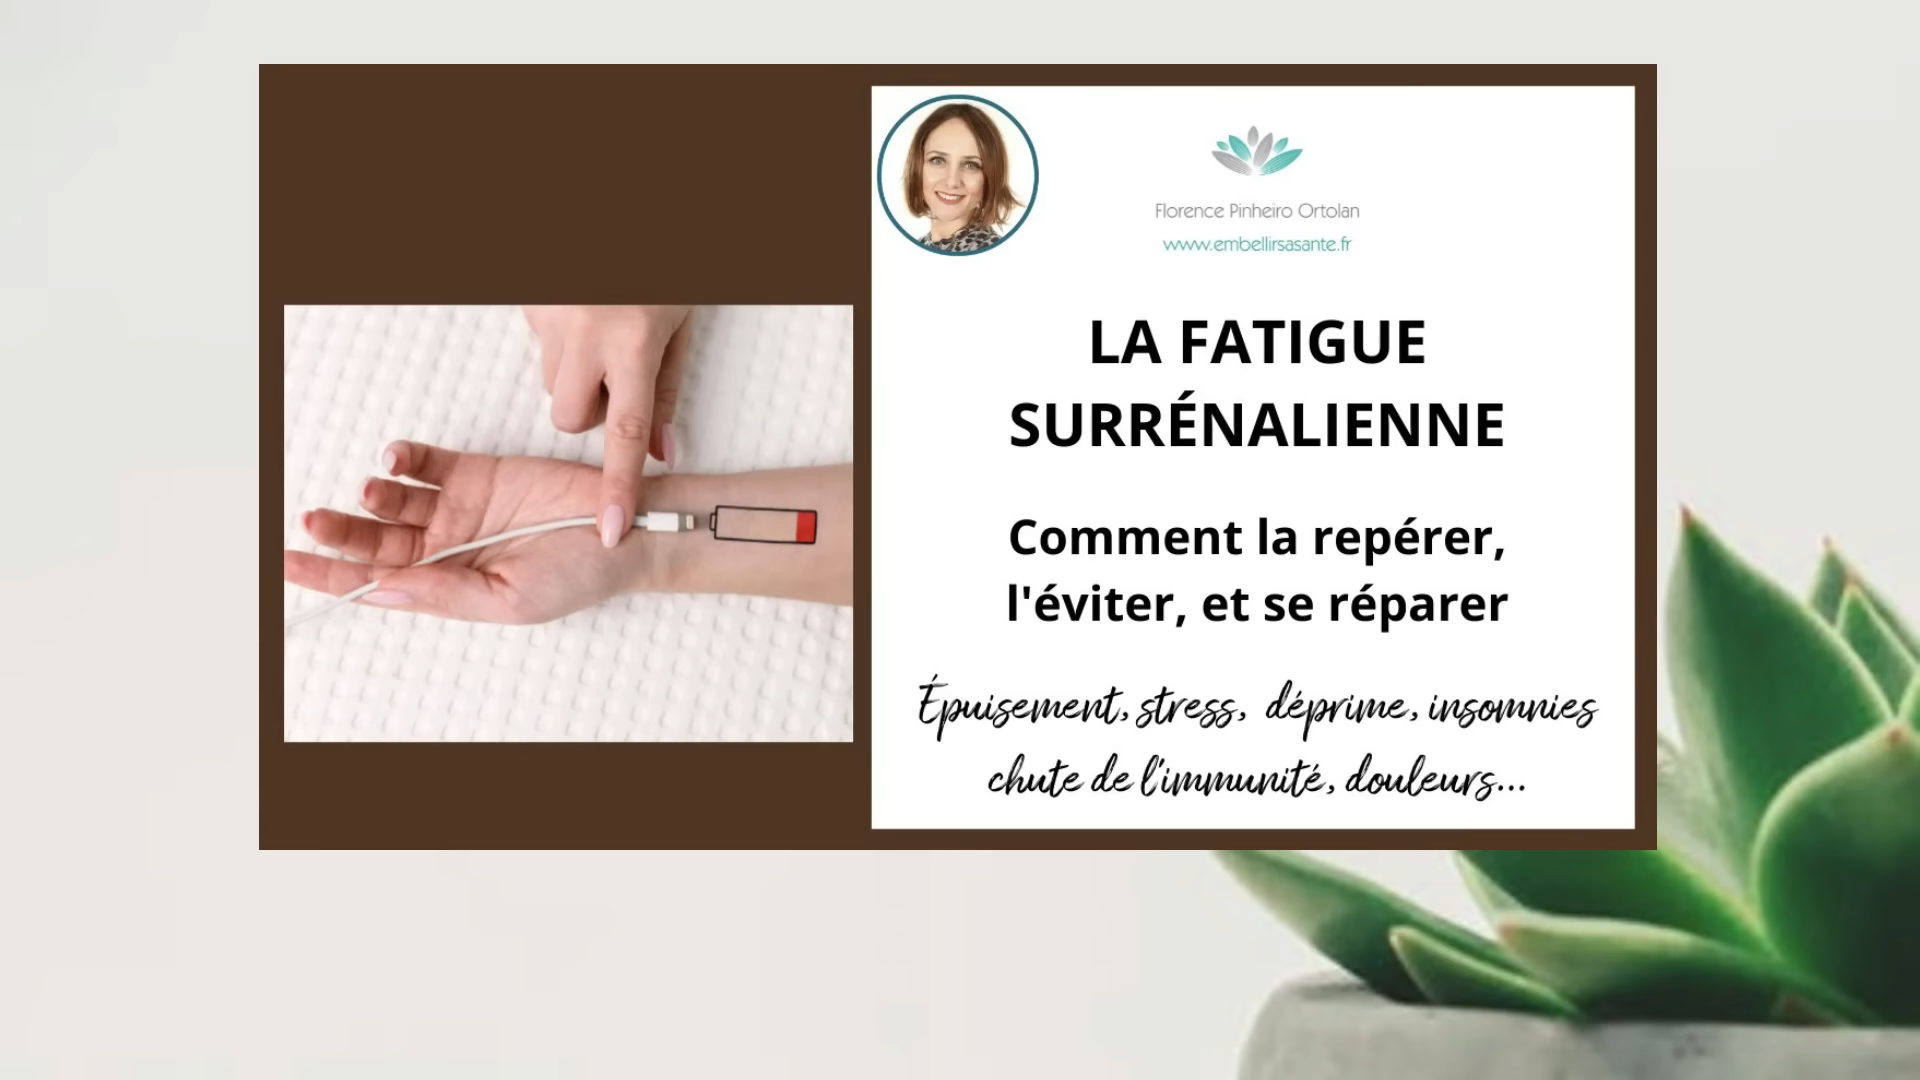 Florence Pinheiro Ortolan
www.embellirsasante.fr
LA FATIGUE
SURRÉNALIENNE
Comment la repérer,
l'éviter, et se réparer
Épuisement, stress, déprime, insomnies
chute de l'immunité, douleurs...